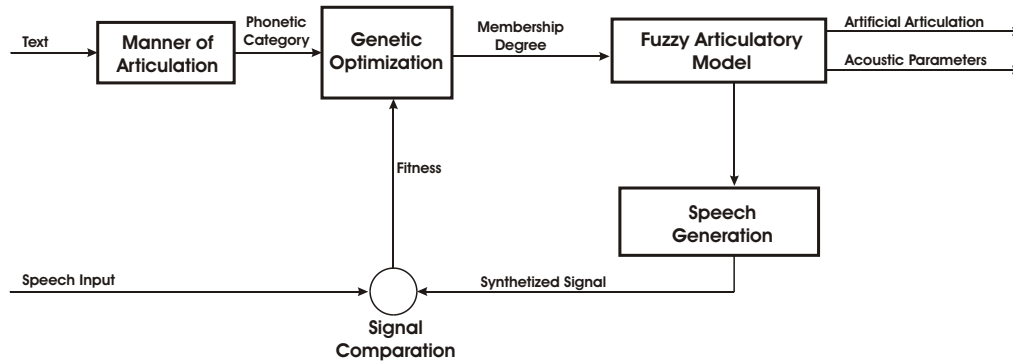 Text
Manner of
Articulation
Phonetic
Category
Genetic
Optimization
Membership
Degree
Fuzzy Articulatory
Model
Artificial Articulation
Acoustic Parameters
Fitness
Speech
Generation
Speech Input
Synthetized Signal
Signal
Comparation